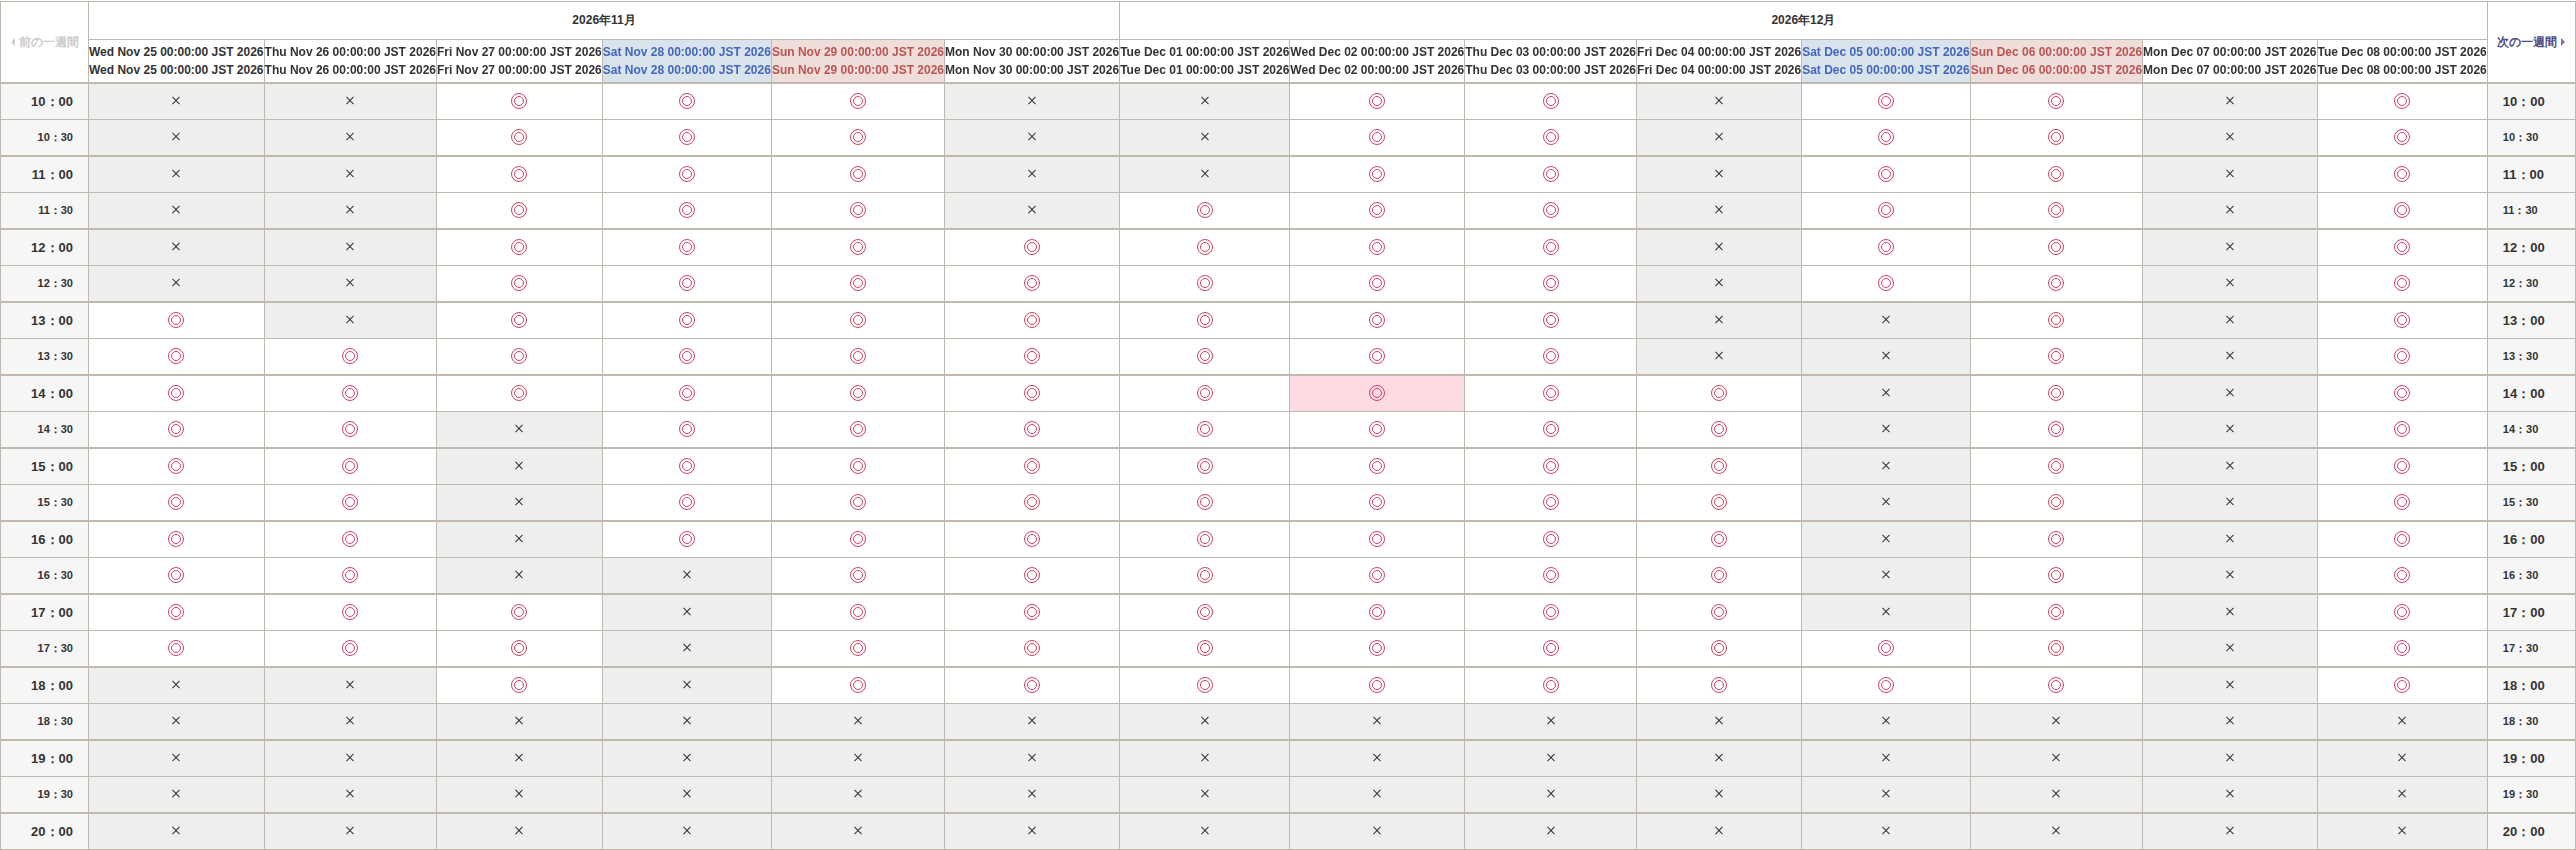 前の一週間
2026年11月 2026年12月
次の一週間
Wed Nov 25 00:00:00 JST 2026 Thu Nov 26 00:00:00 JST 2026 Fri Nov 27 00:00:00 JST 2026 Sat Nov 28 00:00:00 JST 2026 Sun Nov 29 00:00:00 JST 2026 Mon Nov 30 00:00:00 JST 2026 Tue Dec 01 00:00:00 JST 2026 Wed Dec 02 00:00:00 JST 2026 Thu Dec 03 00:00:00 JST 2026 Fri Dec 04 00:00:00 JST 2026 Sat Dec 05 00:00:00 JST 2026 Sun Dec 06 00:00:00 JST 2026 Mon Dec 07 00:00:00 JST 2026 Tue Dec 08 00:00:00 JST 2026
Wed Nov 25 00:00:00 JST 2026 Thu Nov 26 00:00:00 JST 2026 Fri Nov 27 00:00:00 JST 2026 Sat Nov 28 00:00:00 JST 2026 Sun Nov 29 00:00:00 JST 2026 Mon Nov 30 00:00:00 JST 2026 Tue Dec 01 00:00:00 JST 2026 Wed Dec 02 00:00:00 JST 2026 Thu Dec 03 00:00:00 JST 2026 Fri Dec 04 00:00:00 JST 2026 Sat Dec 05 00:00:00 JST 2026 Sun Dec 06 00:00:00 JST 2026 Mon Dec 07 00:00:00 JST 2026 Tue Dec 08 00:00:00 JST 2026
10：00 × × ◎ ◎ ◎ × × ◎ ◎ × ◎ ◎ × ◎ 10：00
10：30 × × ◎ ◎ ◎ × × ◎ ◎ × ◎ ◎ × ◎ 10：30
11：00 × × ◎ ◎ ◎ × × ◎ ◎ × ◎ ◎ × ◎ 11：00
11：30 × × ◎ ◎ ◎ × ◎ ◎ ◎ × ◎ ◎ × ◎ 11：30
12：00 × × ◎ ◎ ◎ ◎ ◎ ◎ ◎ × ◎ ◎ × ◎ 12：00
12：30 × × ◎ ◎ ◎ ◎ ◎ ◎ ◎ × ◎ ◎ × ◎ 12：30
13：00 ◎ × ◎ ◎ ◎ ◎ ◎ ◎ ◎ × × ◎ × ◎ 13：00
13：30 ◎ ◎ ◎ ◎ ◎ ◎ ◎ ◎ ◎ × × ◎ × ◎ 13：30
14：00 ◎ ◎ ◎ ◎ ◎ ◎ ◎ ◎ ◎ ◎ × ◎ × ◎ 14：00
14：30 ◎ ◎ × ◎ ◎ ◎ ◎ ◎ ◎ ◎ × ◎ × ◎ 14：30
15：00 ◎ ◎ × ◎ ◎ ◎ ◎ ◎ ◎ ◎ × ◎ × ◎ 15：00
15：30 ◎ ◎ × ◎ ◎ ◎ ◎ ◎ ◎ ◎ × ◎ × ◎ 15：30
16：00 ◎ ◎ × ◎ ◎ ◎ ◎ ◎ ◎ ◎ × ◎ × ◎ 16：00
16：30 ◎ ◎ × × ◎ ◎ ◎ ◎ ◎ ◎ × ◎ × ◎ 16：30
17：00 ◎ ◎ ◎ × ◎ ◎ ◎ ◎ ◎ ◎ × ◎ × ◎ 17：00
17：30 ◎ ◎ ◎ × ◎ ◎ ◎ ◎ ◎ ◎ ◎ ◎ × ◎ 17：30
18：00 × × ◎ × ◎ ◎ ◎ ◎ ◎ ◎ ◎ ◎ × ◎ 18：00
18：30 × × × × × × × × × × × × × × 18：30
19：00 × × × × × × × × × × × × × × 19：00
19：30 × × × × × × × × × × × × × × 19：30
20：00 × × × × × × × × × × × × × × 20：00